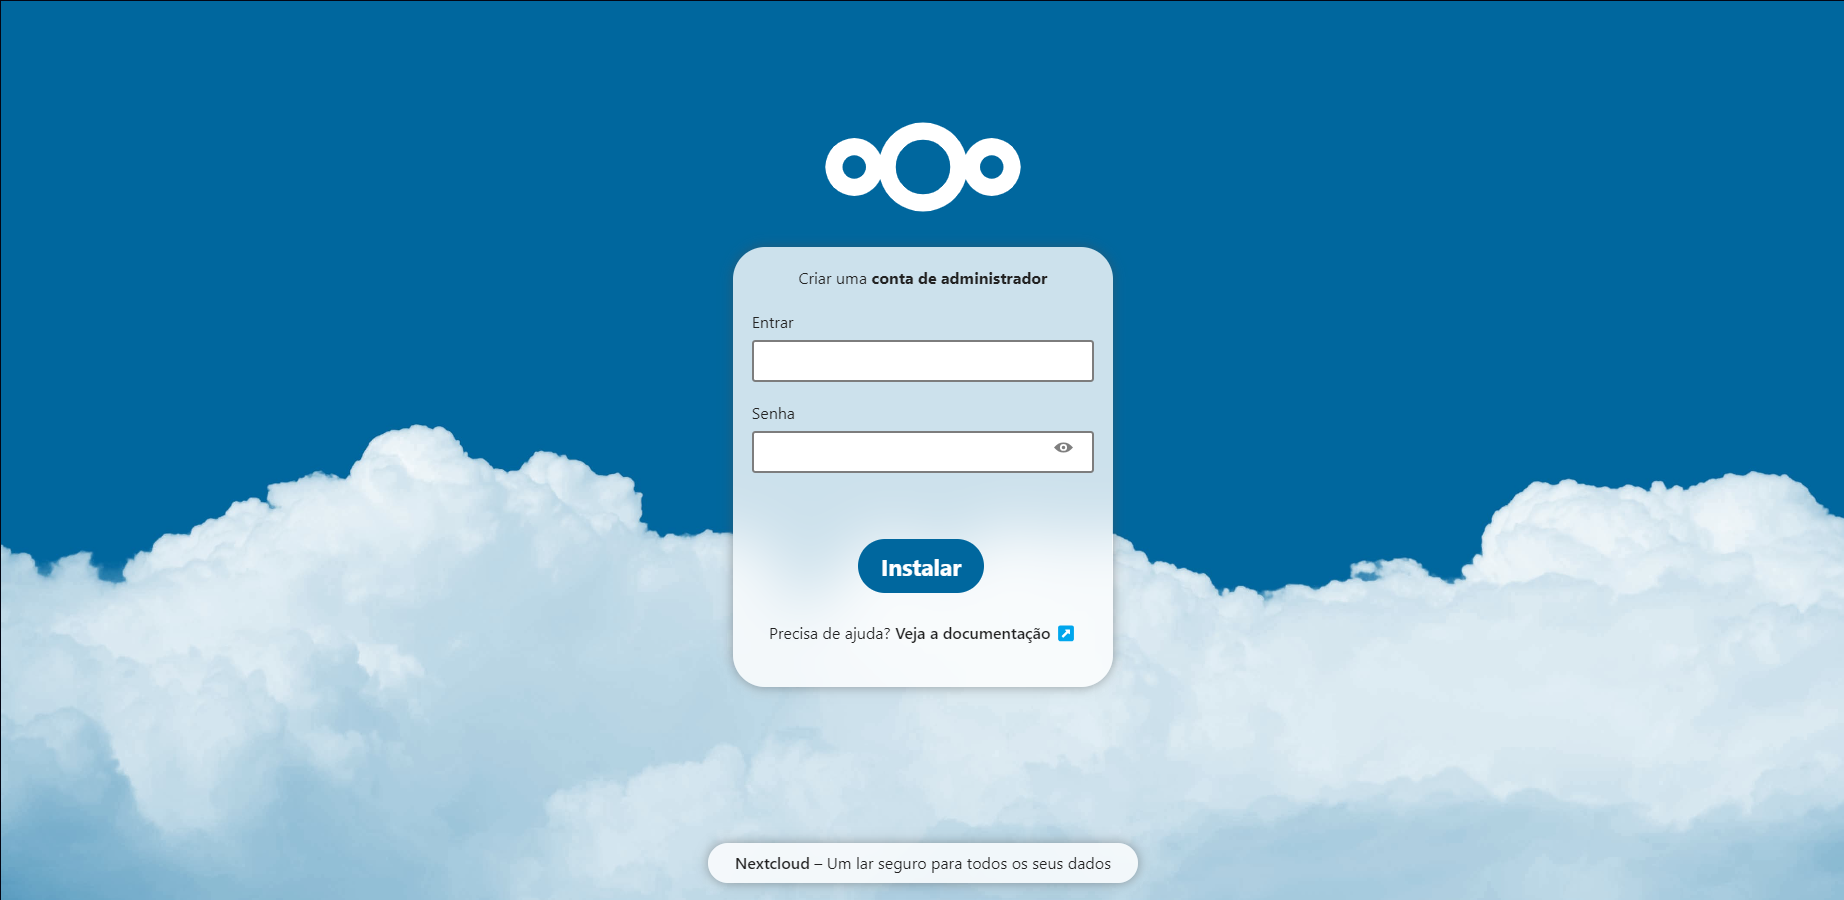 Criar uma conta de administrador
Entrar
Senha
Instalar
Precisa de ajuda? Veja a documentação
Nextcloud – Um lar seguro para todos os seus dados